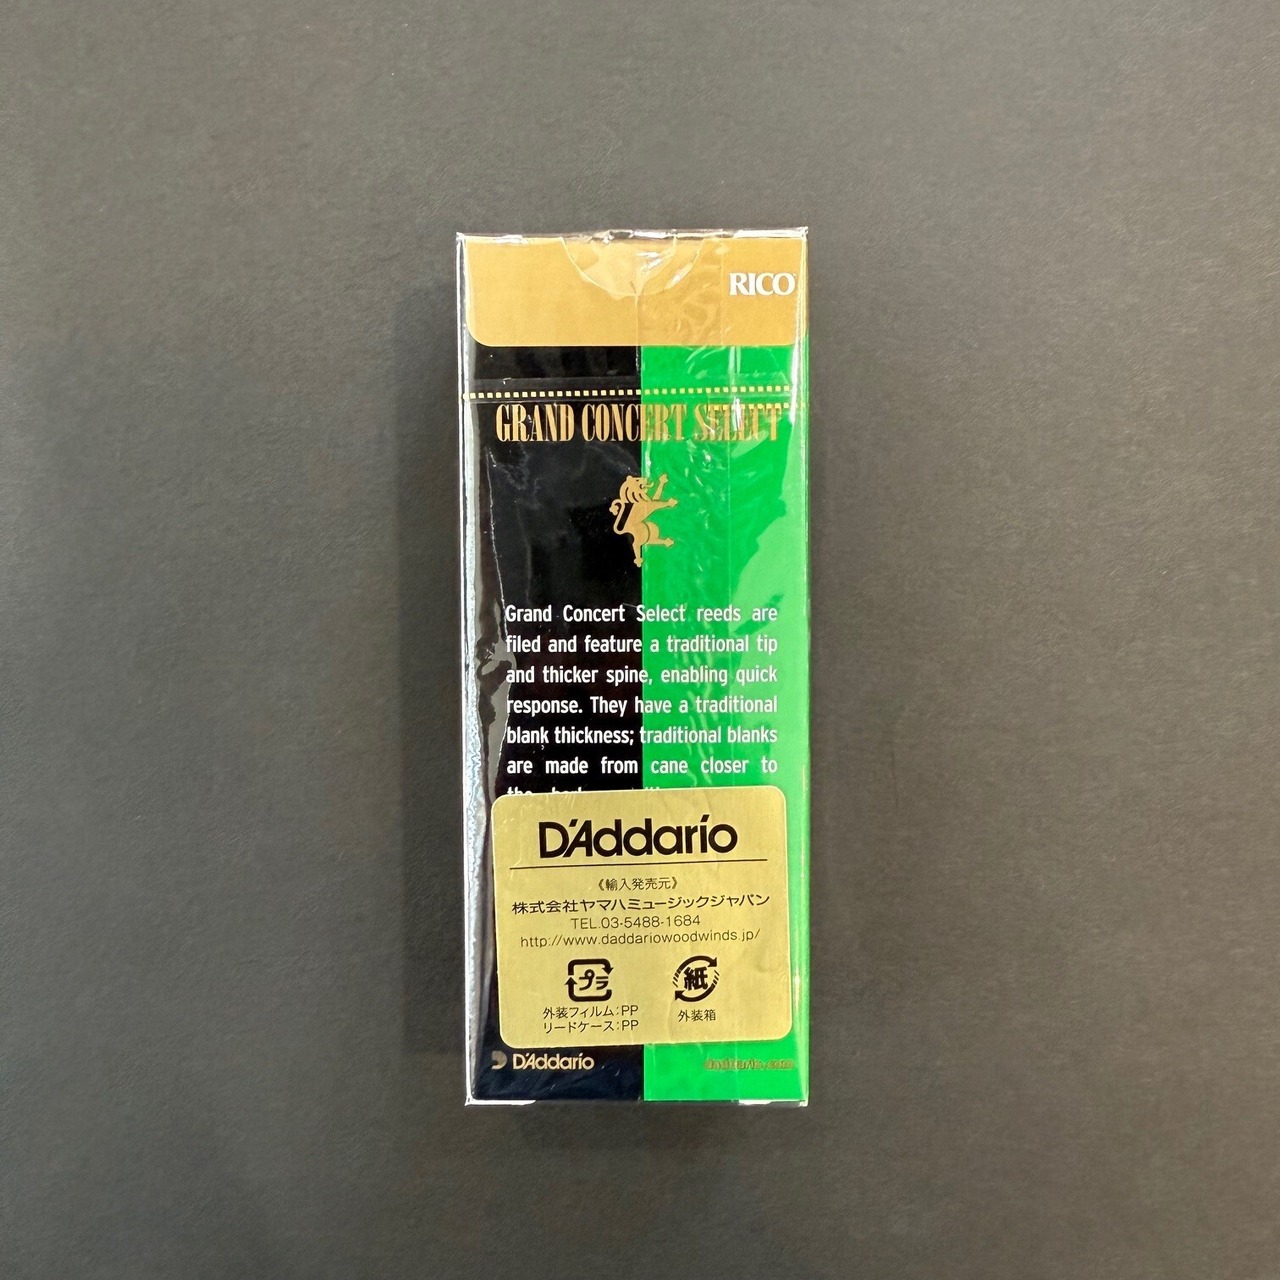 RICO
GRAND CONCERT SELECT
Grand Concert Select reeds are
filed and feature a traditional tip
and thicker spine, enabling quick
response. They have a traditional
blank thickness; traditional blanks
are made from cane closer to
D'Addario
《輸入発売元》
株式会社ヤマハミュージックジャパン
TEL.03-5488-1684
http://www.daddariowoodwinds.jp/
プラ
紙
外装フィルム:PP
リードケース:PP
外装箱
D'Addario